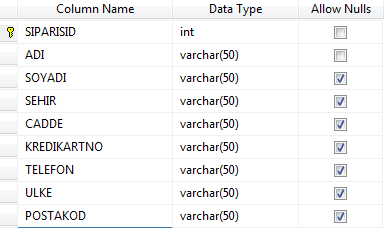 Column Name Data Type Allow Nulls
SIPARISID int
ADI varchar(50)
SOYADI varchar(50)
SEHIR varchar(50)
CADDE varchar(50)
KREDIKARTNO varchar(50)
TELEFON varchar(50)
ULKE varchar(50)
POSTAKOD varchar(50)